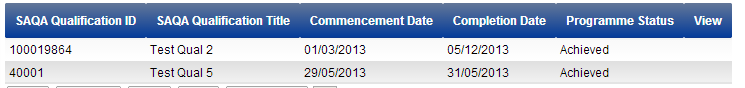 SAQA Qualification ID SAQA Qualification Title Commencement Date Completion Date Programme Status View
100019864 Test Qual 2 01/03/2013 05/12/2013 Achieved
40001 Test Qual 5 29/05/2013 31/05/2013 Achieved